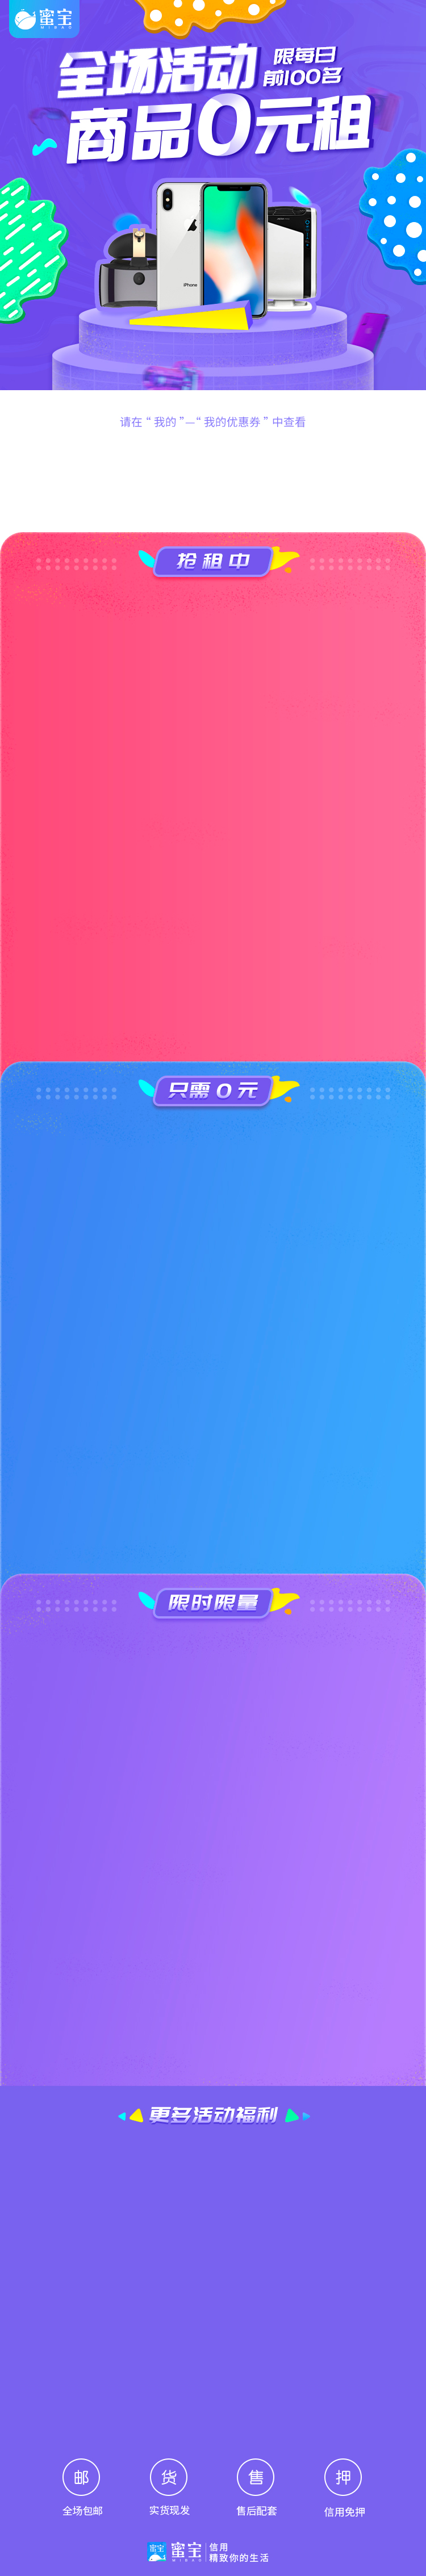 蜜宝
MIBAO
全场活动
限每日
前100名
商品0元租
iPhone
请在“我的”—“我的优惠券”中查看
抢租中
只需0元
限时限量
更多活动福利
邮 货 售 押
全场包邮 实货现发 售后配套 信用免押
蜜宝 蜜宝 信用
MIBAO 精致你的生活